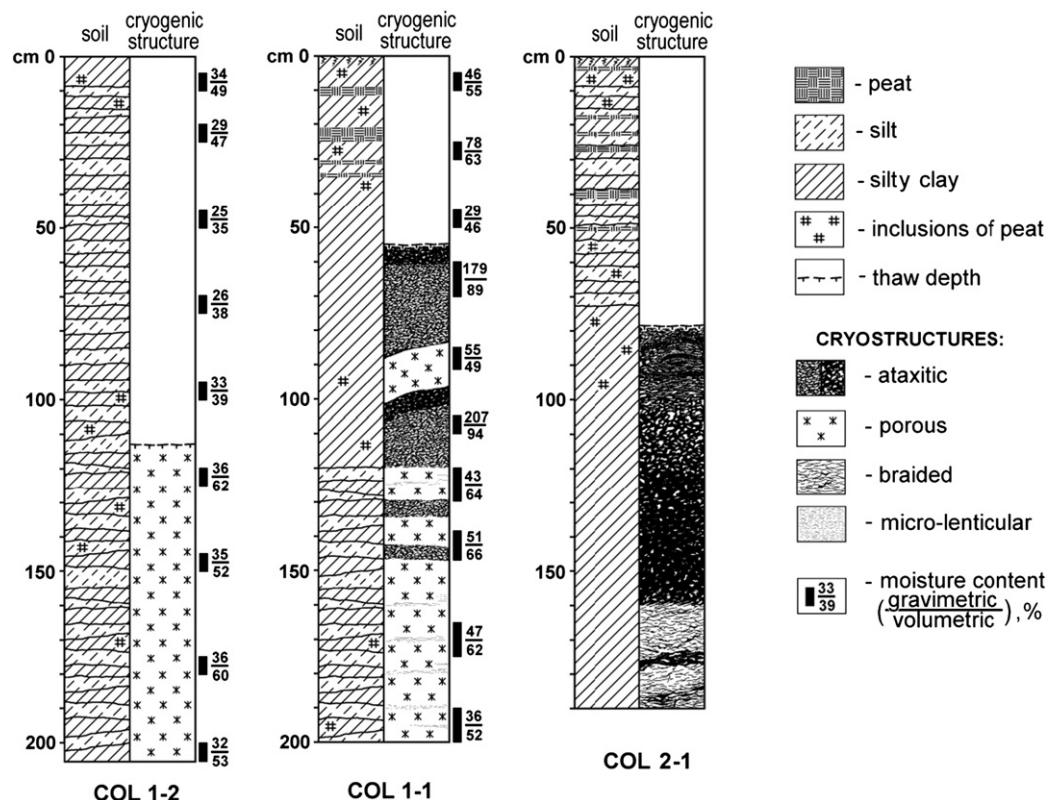 soil
cryogenic
structure
cm 0
50
100
150
200
34
49
29
47
25
35
26
38
33
39
36
62
35
52
36
60
32
53
COL 1-2
soil
cryogenic
structure
cm 0
50
100
150
200
46
55
78
63
29
46
179
89
55
49
207
94
43
64
51
66
47
62
36
52
COL 1-1
soil
cryogenic
structure
cm 0
50
100
150
COL 2-1
- peat
- silt
- silty clay
- inclusions of peat
- thaw depth
CRYOSTRUCTURES:
- ataxitic
- porous
- braided
- micro-lenticular
33
39
- moisture content
(gravimetric
volumetric), %